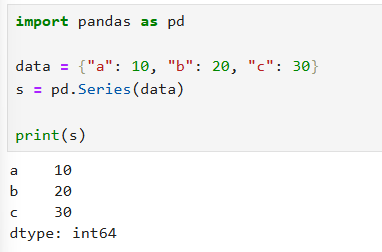 import pandas as pd
data = {"a": 10, "b": 20, "c": 30}
s = pd.Series(data)
print(s)
a    10
b    20
c    30
dtype: int64